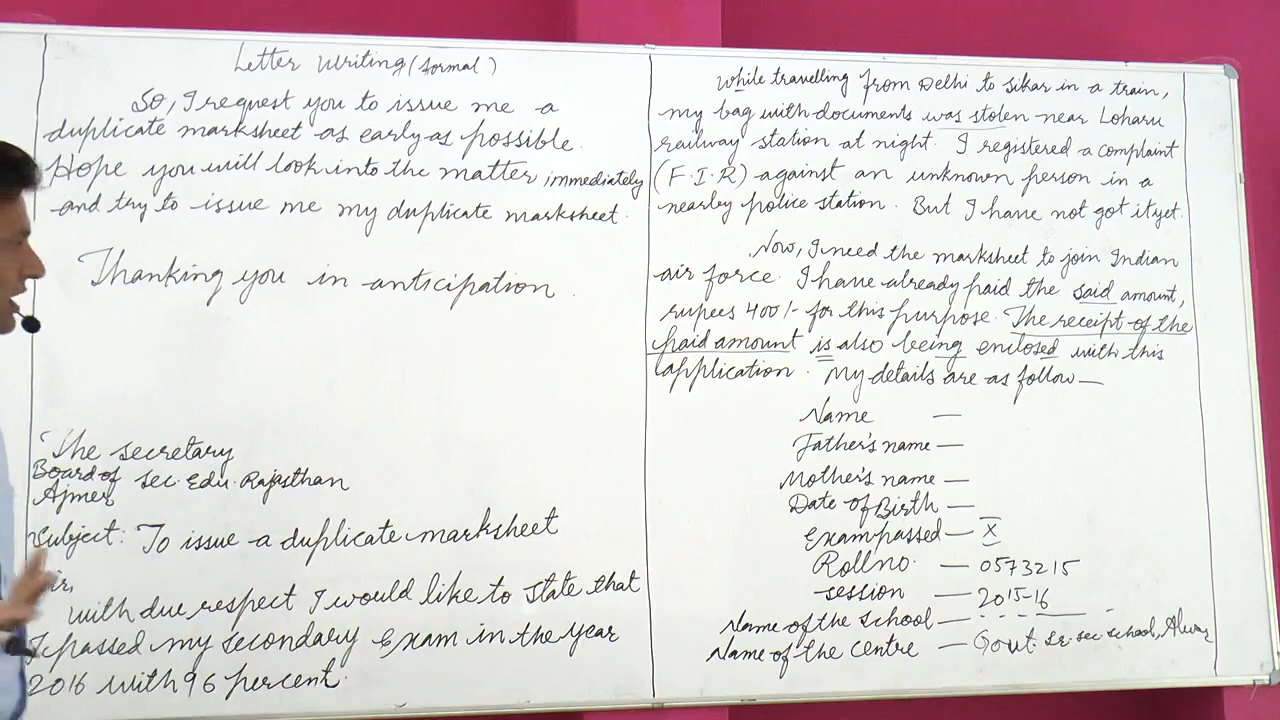 Letter Writing (formal)
So, I request you to issue me a
duplicate marksheet as early as possible.
Hope you will look into the matter immediately
and try to issue me my duplicate marksheet.
Thanking you in anticipation.
The secretary
Board of sec. Edu. Rajasthan
Ajmer
Subject: To issue a duplicate marksheet
ir,
with due respect I would like to state that
I passed my secondary Exam in the year
2016 with 96 percent.
While travelling from Delhi to Sikar in a train,
my bag with documents was stolen near Loharu
railway station at night. I registered a complaint
(F.I.R) against an unknown person in a
nearby police station. But I have not got it yet.
Now, I need the marksheet to join Indian
air force. I have already paid the said amount,
rupees 400/- for this purpose. The receipt of the
paid amount is also being enclosed with this
application. My details are as follow—
Name —
Father's name —
Mother's name —
Date of Birth —
Exam passed — X
Roll no. — 0573215
session — 2015-16
Name of the school —
Name of the centre — Govt. Sr. sec. school, Alwar